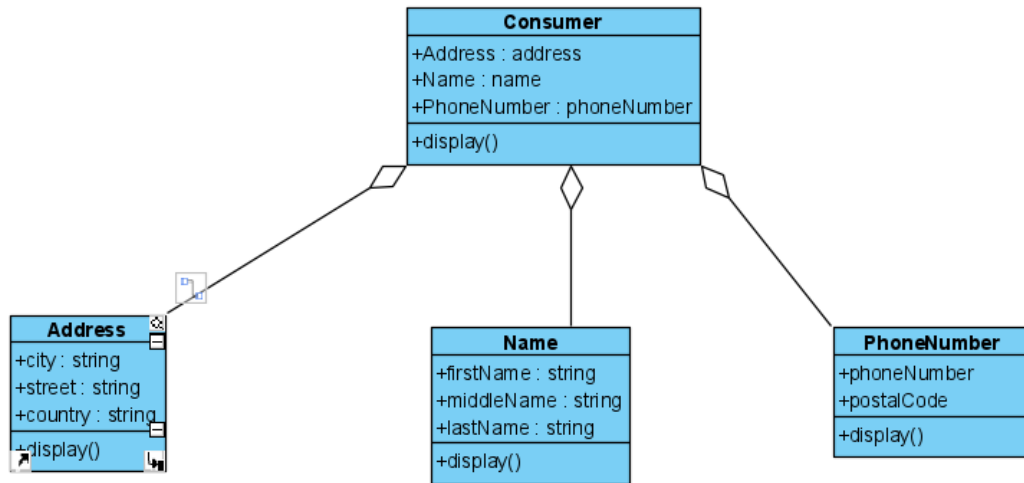 Consumer
+Address : address
+Name : name
+PhoneNumber : phoneNumber
+display()
Address
+city : string
+street : string
+country : string
+display()
Name
+firstName : string
+middleName : string
+lastName : string
+display()
PhoneNumber
+phoneNumber
+postalCode
+display()